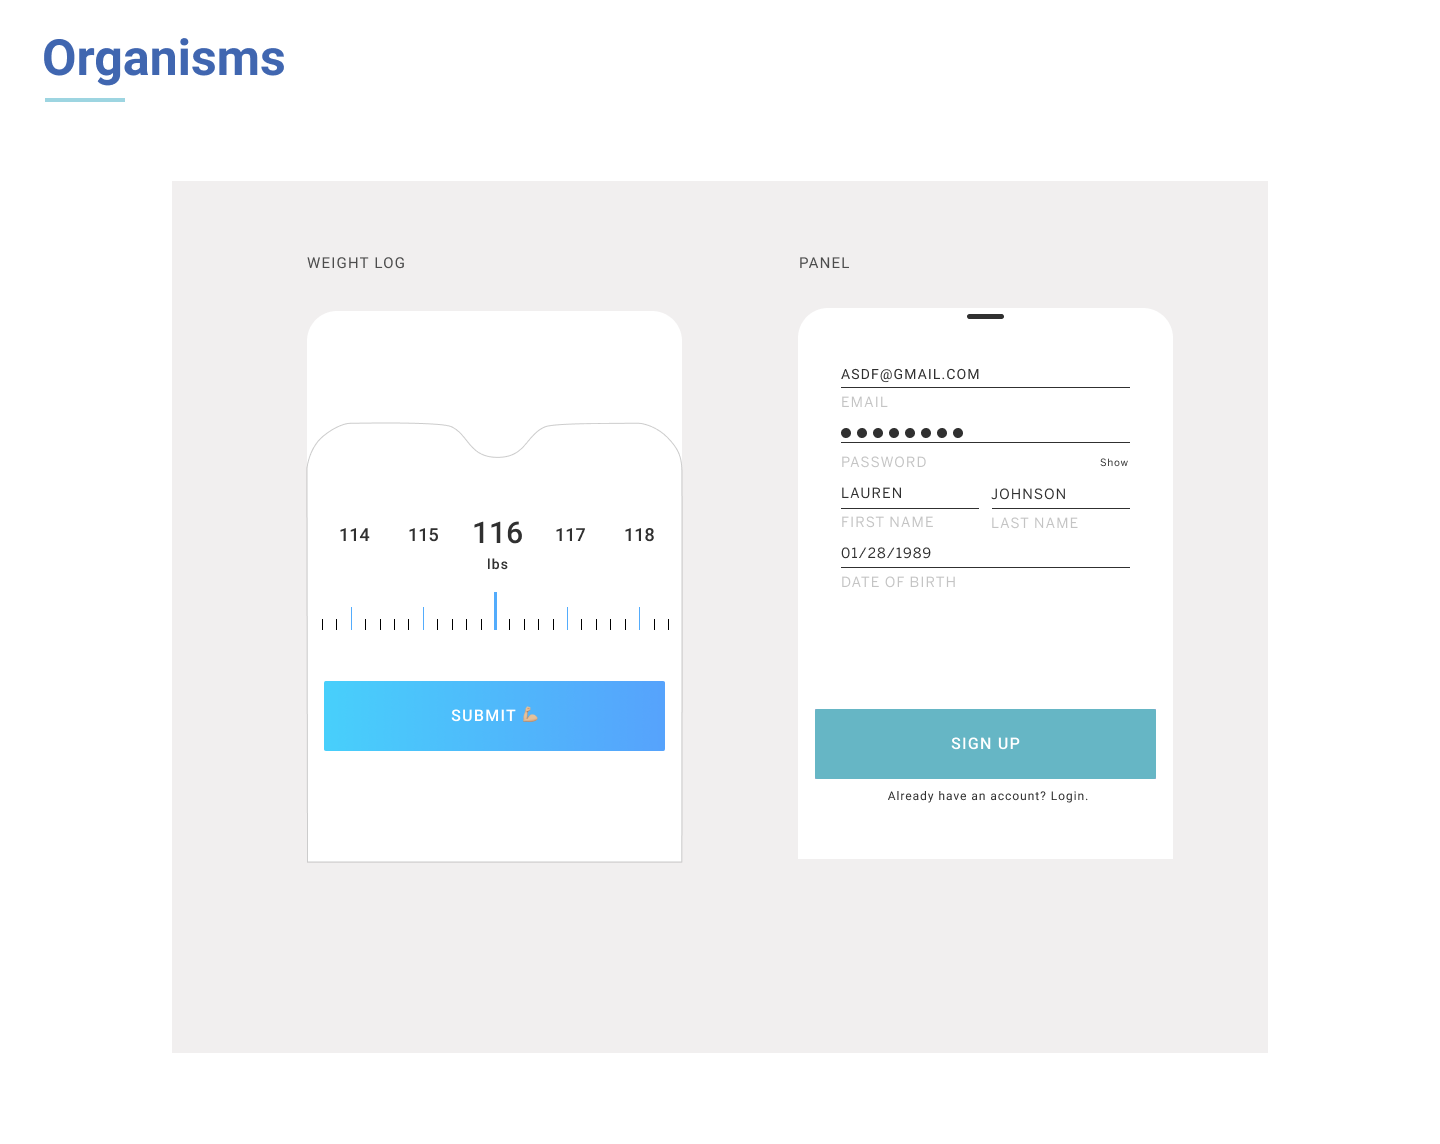 Organisms
WEIGHT LOG
114 115 116 117 118
lbs
SUBMIT 💪🏼
PANEL
ASDF@GMAIL.COM
EMAIL
●●●●●●●●
PASSWORD Show
LAUREN JOHNSON
FIRST NAME LAST NAME
01/28/1989
DATE OF BIRTH
SIGN UP
Already have an account? Login.